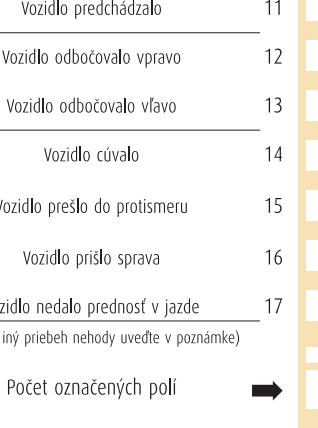 Vozidlo predchádzalo 11
Vozidlo odbočovalo vpravo 12
Vozidlo odbočovalo vľavo 13
Vozidlo cúvalo 14
Vozidlo prešlo do protismeru 15
Vozidlo prišlo sprava 16
zidlo nedalo prednosť v jazde 17
iný priebeh nehody uveďte v poznámke)
Počet označených polí